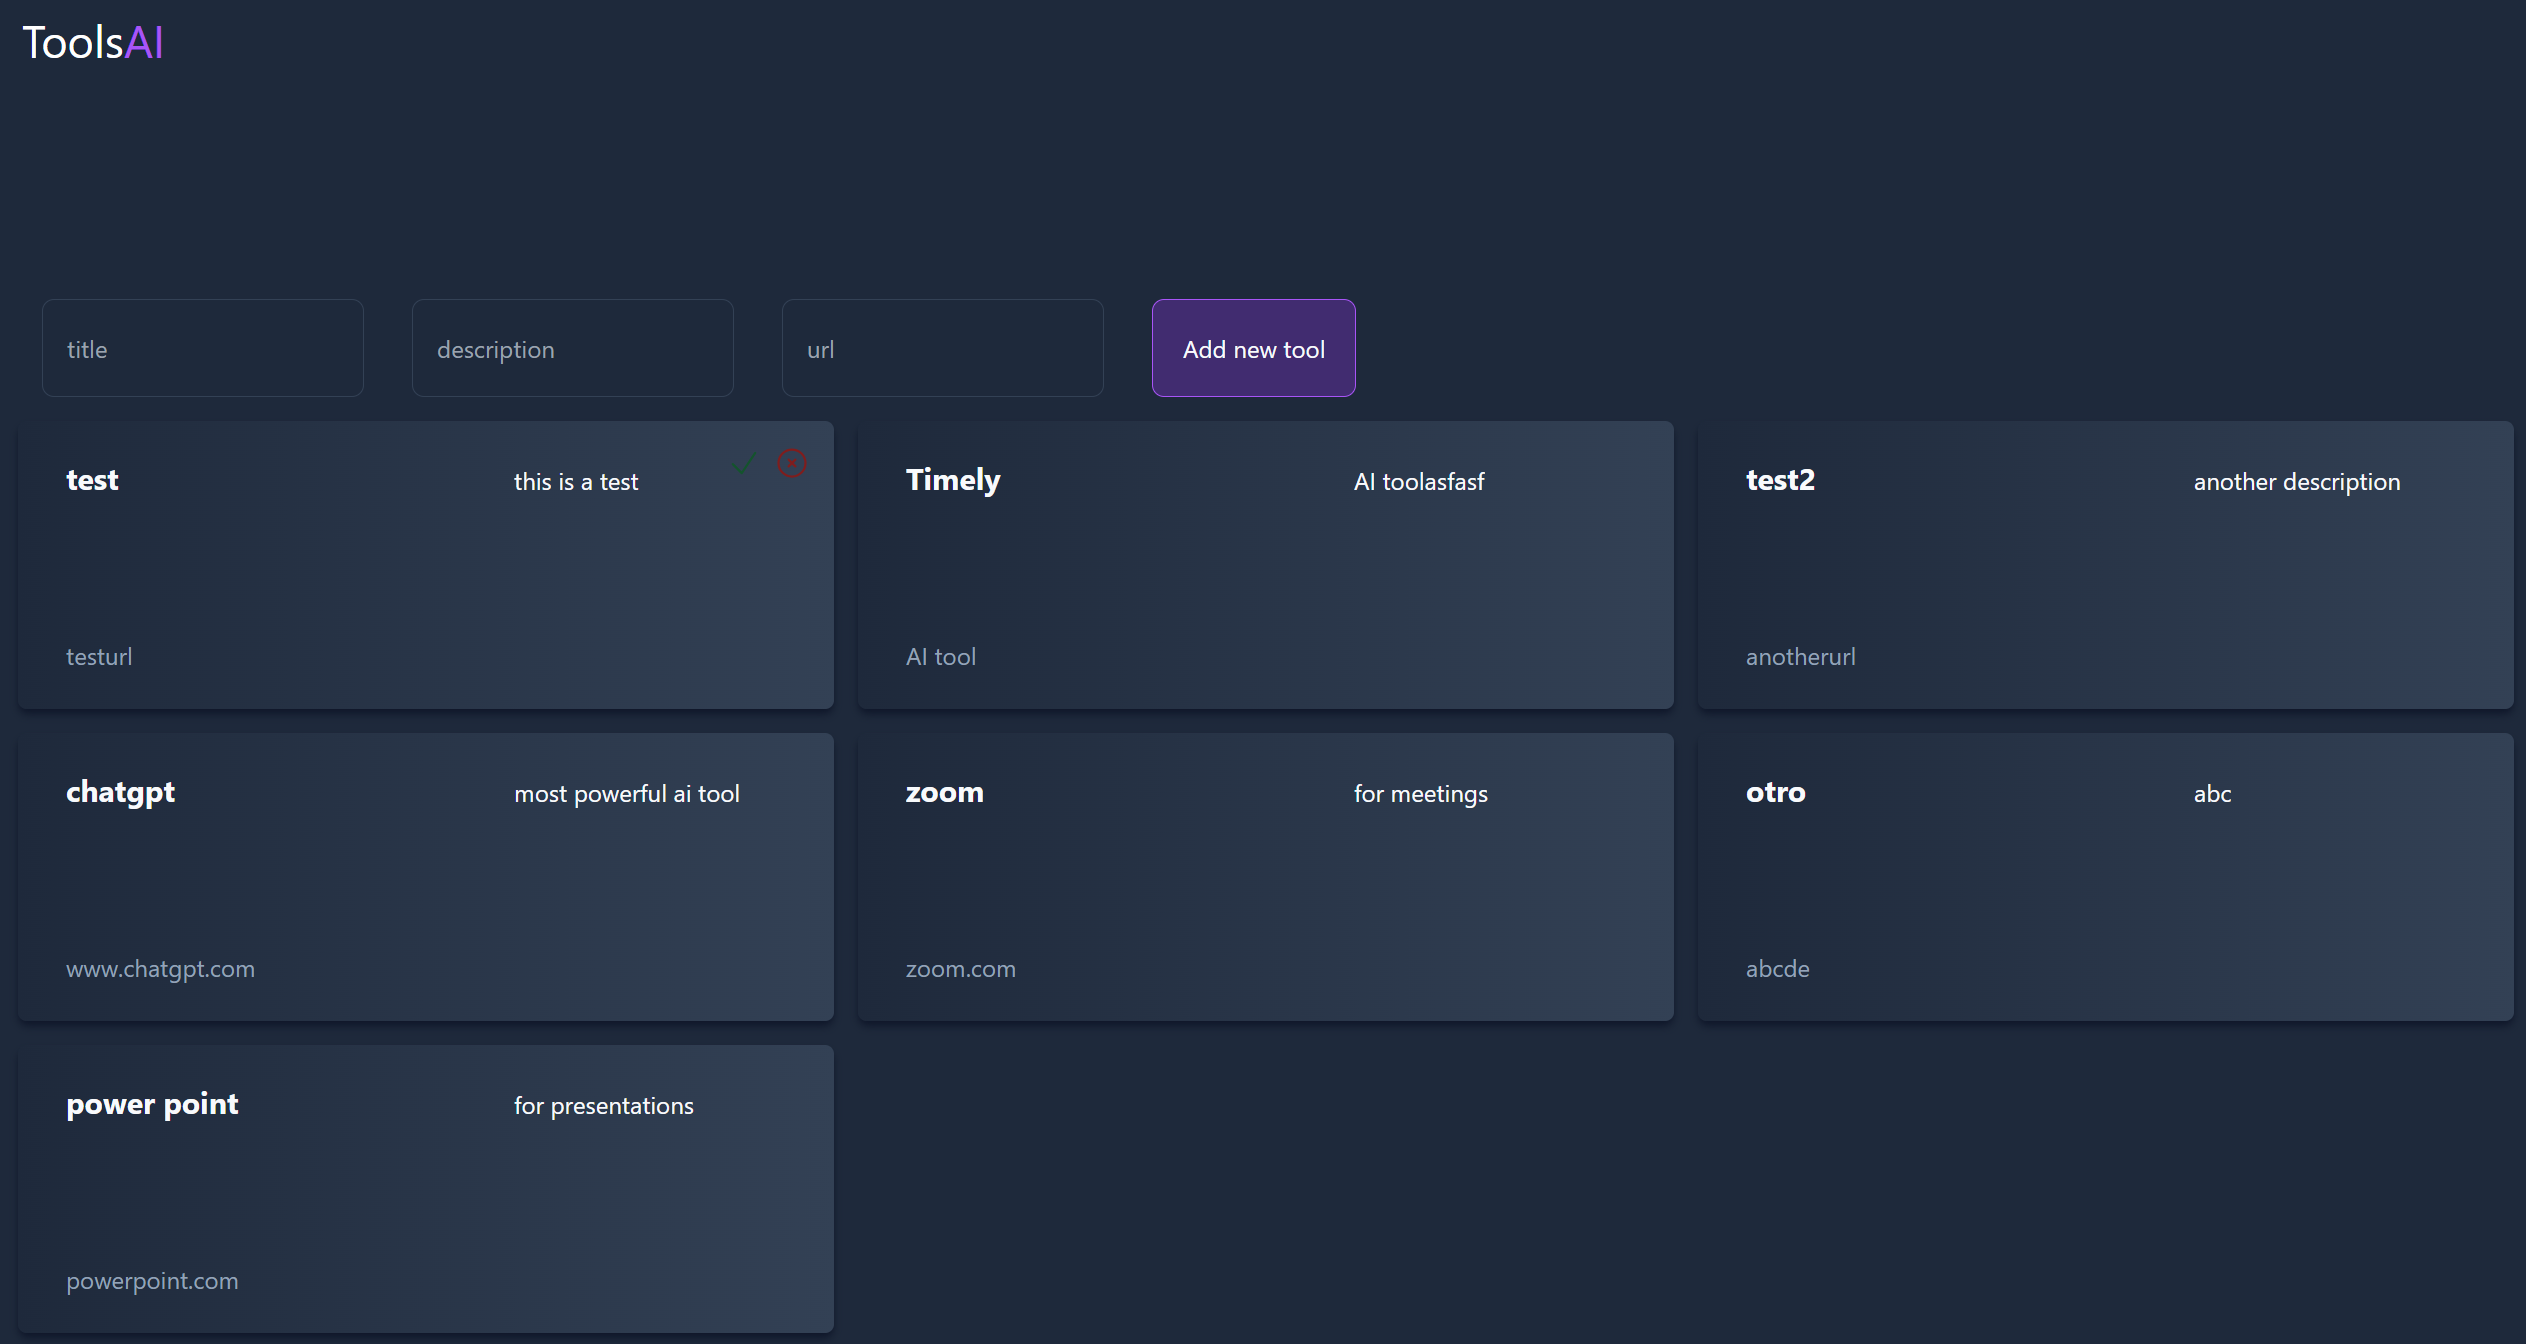 ToolsAI
title
description
url
Add new tool
test
this is a test
testurl
Timely
AI toolasfasf
AI tool
test2
another description
anotherurl
chatgpt
most powerful ai tool
www.chatgpt.com
zoom
for meetings
zoom.com
otro
abc
abcde
power point
for presentations
powerpoint.com